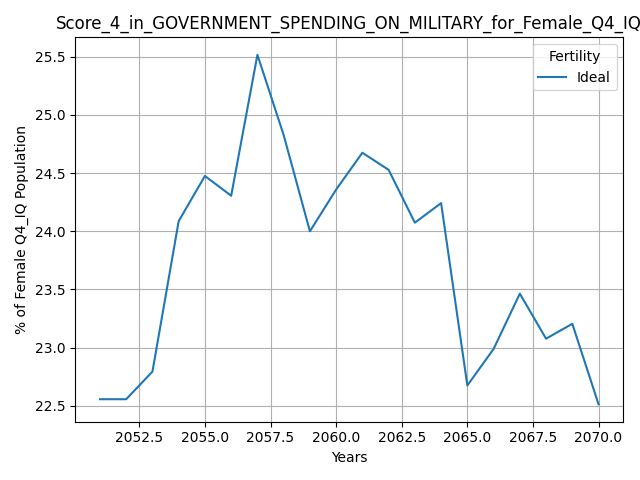 Score_4_in_GOVERNMENT_SPENDING_ON_MILITARY_for_Female_Q4_IQ
Fertility
Ideal
% of Female Q4_IQ Population
25.5
25.0
24.5
24.0
23.5
23.0
22.5
2052.5 2055.0 2057.5 2060.0 2062.5 2065.0 2067.5 2070.0
Years